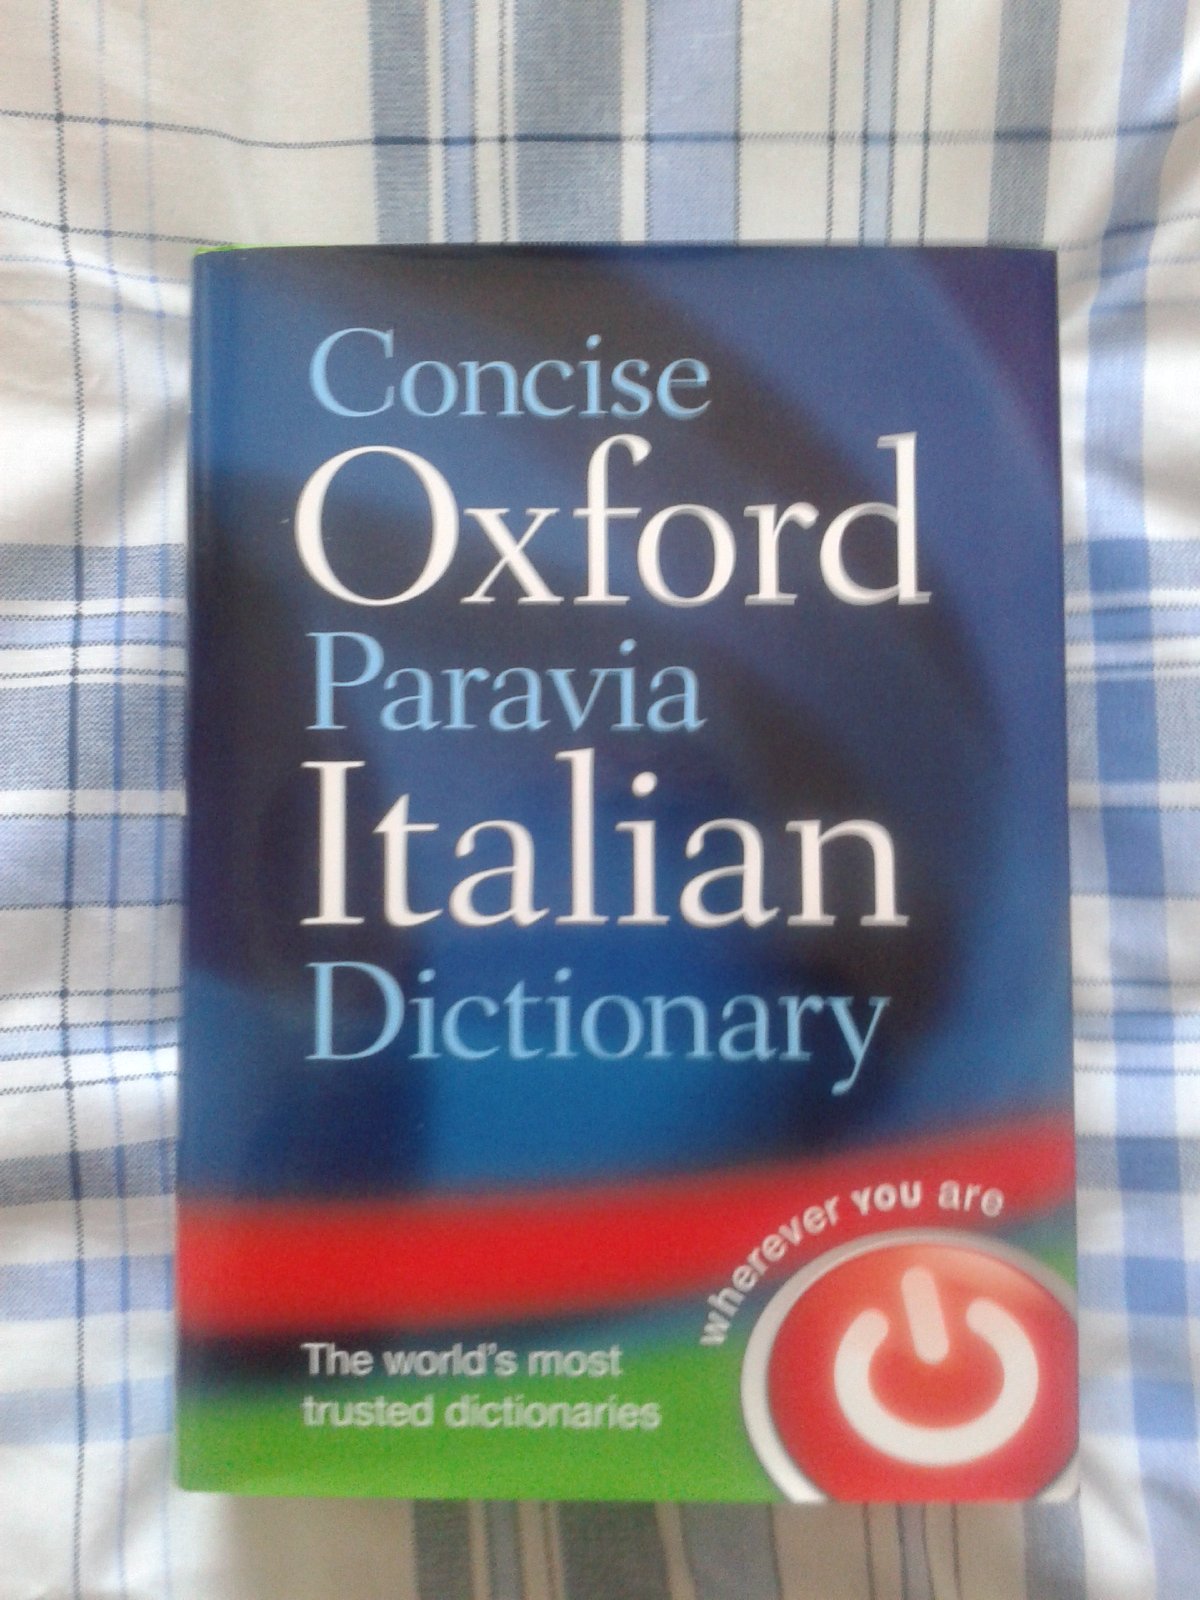 Concise
Oxford
Paravia
Italian
Dictionary
wherever YOU are
The world's most
trusted dictionaries